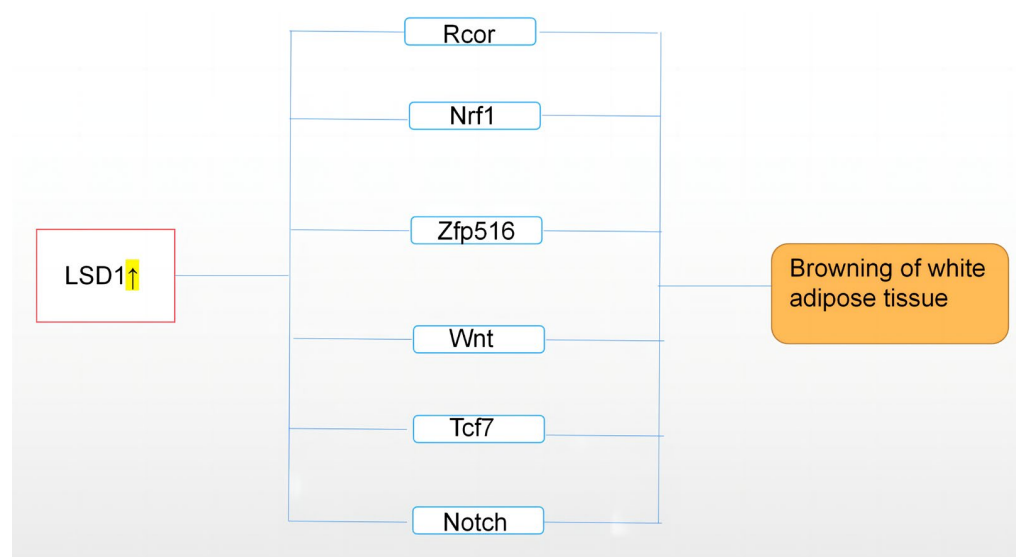 Rcor
Nrf1
Zfp516
LSD1↑
Browning of white
adipose tissue
Wnt
Tcf7
Notch